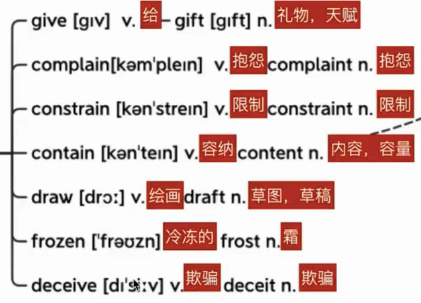 give [gɪv] v. 给 gift [gɪft] n. 礼物，天赋
complain[kəm'pleɪn] v. 抱怨 complaint n. 抱怨
constrain [kən'streɪn] v. 限制 constraint n. 限制
contain [kən'teɪn] v. 容纳 content n. 内容，容量
draw [drɔː] v. 绘画 draft n. 草图，草稿
frozen ['frəʊzn] 冷冻的 frost n. 霜
deceive [dɪ'siːv] v. 欺骗 deceit n. 欺骗